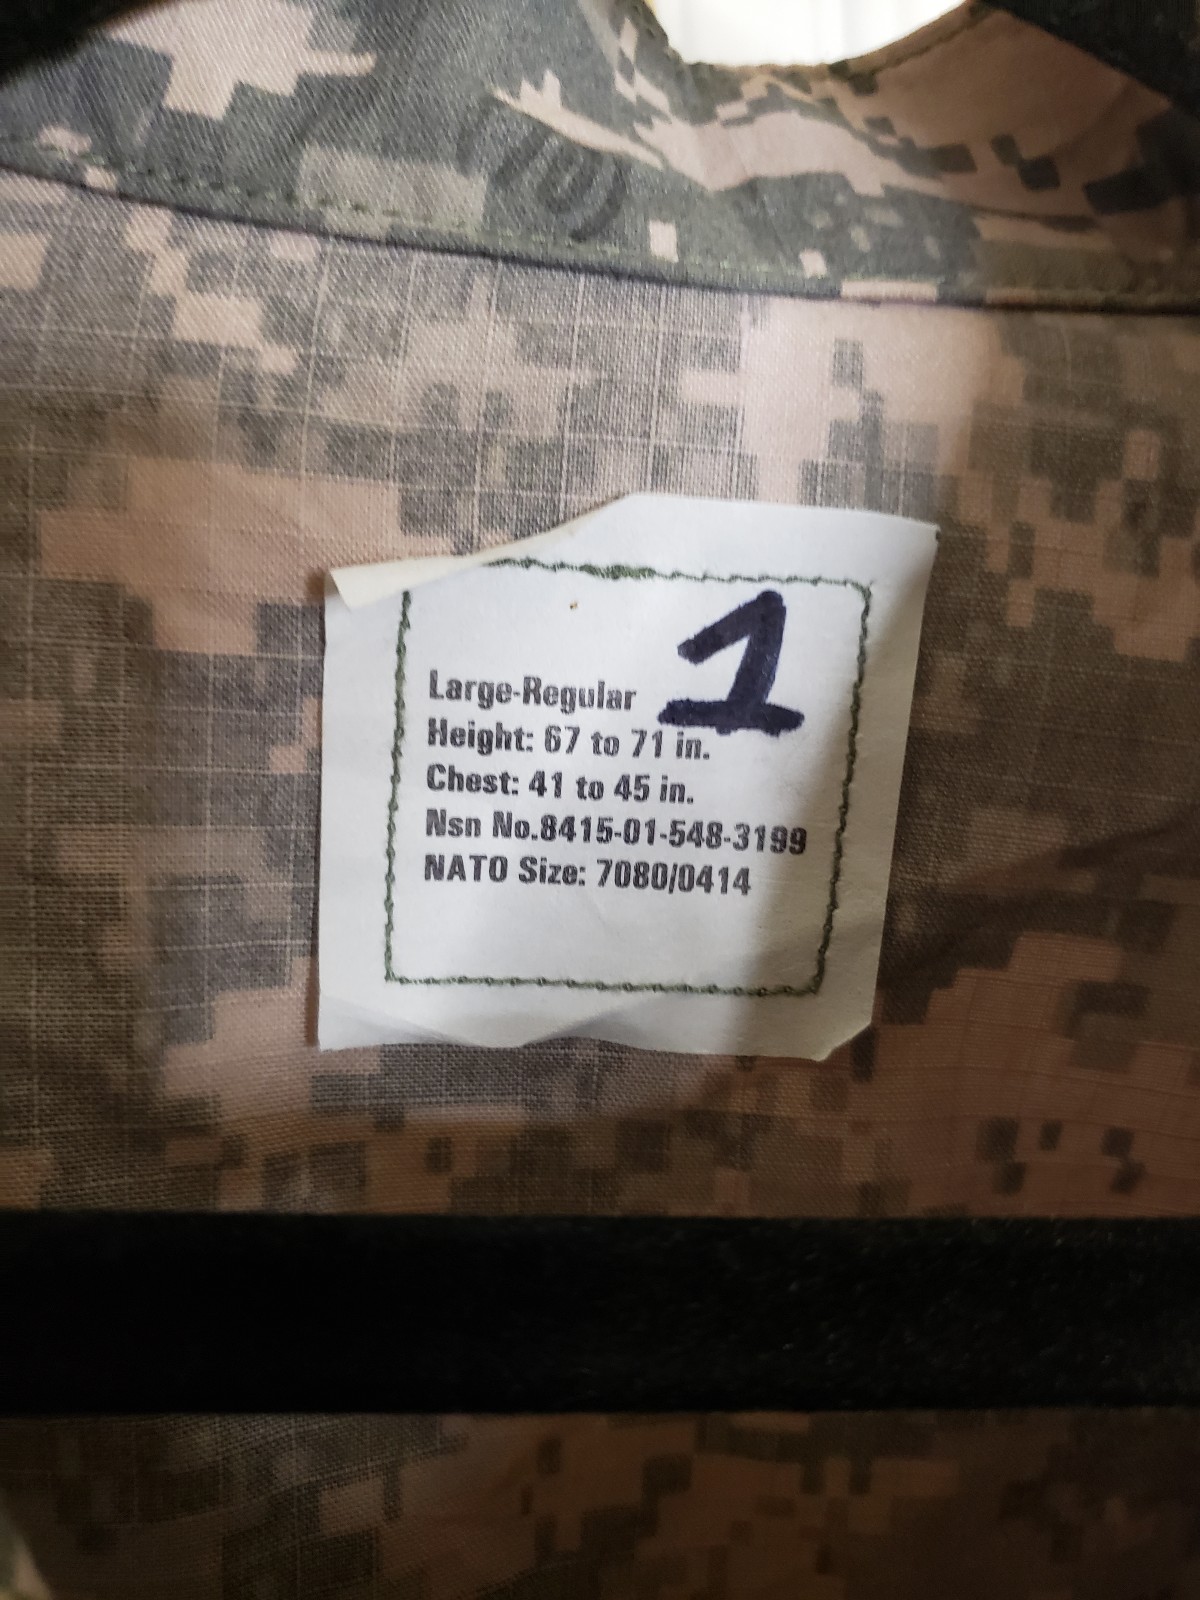 1
Large-Regular
Height: 67 to 71 in.
Chest: 41 to 45 in.
Nsn No.8415-01-548-3199
NATO Size: 7080/0414